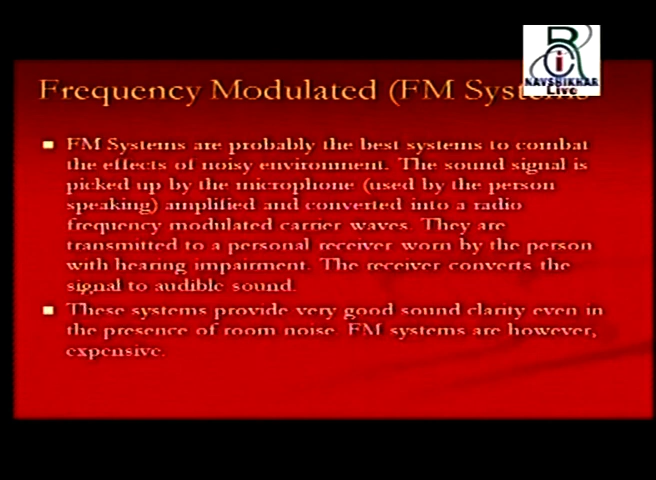 RCi
NAVSHIKHAR
Live
Frequency Modulated (FM Systems
FM Systems are probably the best systems to combat
the effects of noisy environment. The sound signal is
picked up by the microphone (used by the person
speaking) amplified and converted into a radio
frequency modulated carrier waves. They are
transmitted to a personal receiver worn by the person
with hearing impairment. The receiver converts the
signal to audible sound.
These systems provide very good sound clarity even in
the presence of room noise. FM systems are however,
expensive.